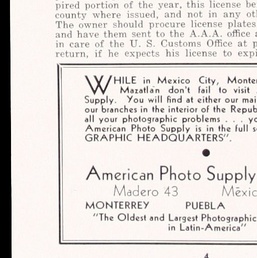 pired portion of the year, this license be
county where issued, and not in any oth
The owner should procure license plates
and have them sent to the A.A.A. office a
in care of the U. S. Customs Office at p
return, if he expects his license to expi
WHILE in Mexico City, Monter
Mazatlán don't fail to visit
Supply. You will find at either our mai
our branches in the interior of the Repub
all your photographic problems . . . yo
American Photo Supply is in the full s
GRAPHIC HEADQUARTERS".
American Photo Supply
Madero 43 Méxic
MONTERREY PUEBLA
"The Oldest and Largest Photographic
in Latin-America"
4